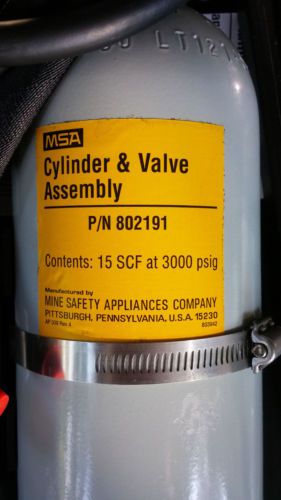 LT121
MSA
Cylinder & Valve
Assembly
P/N 802191
Contents: 15 SCF at 3000 psig
Manufactured by
MINE SAFETY APPLIANCES COMPANY
PITTSBURGH, PENNSYLVANIA, U.S.A. 15230